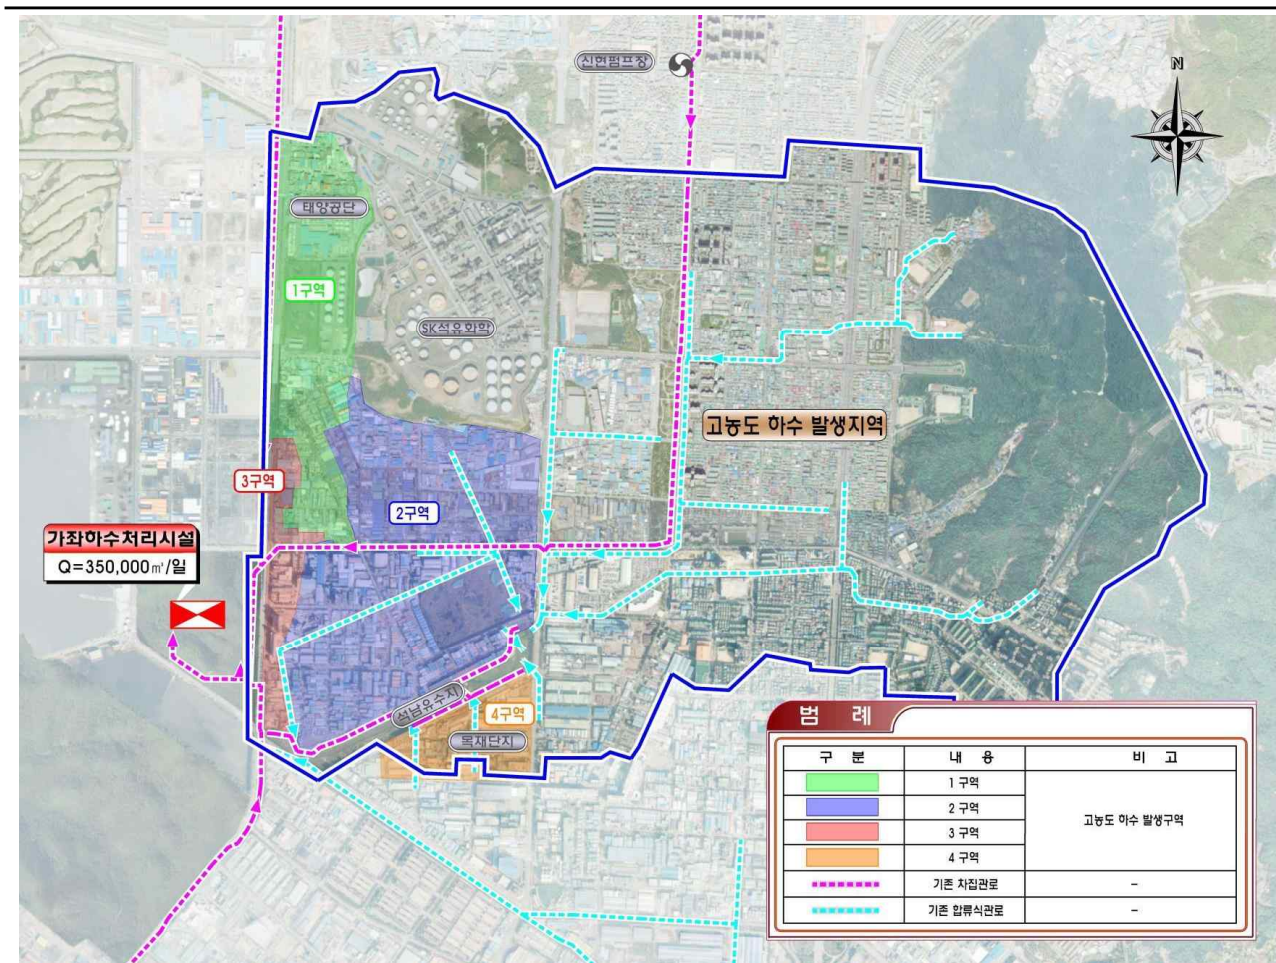 신현펌프장
N
태양공단
1구역
SK석유화학
고농도 하수 발생지역
3구역
2구역
가좌하수처리시설
Q=350,000㎥/일
석남유수지
4구역
목재단지
범 례
구 분 내 용 비 고
1 구역
2 구역
3 구역
4 구역
고농도 하수 발생구역
기존 차집관로 –
기존 합류식관로 –